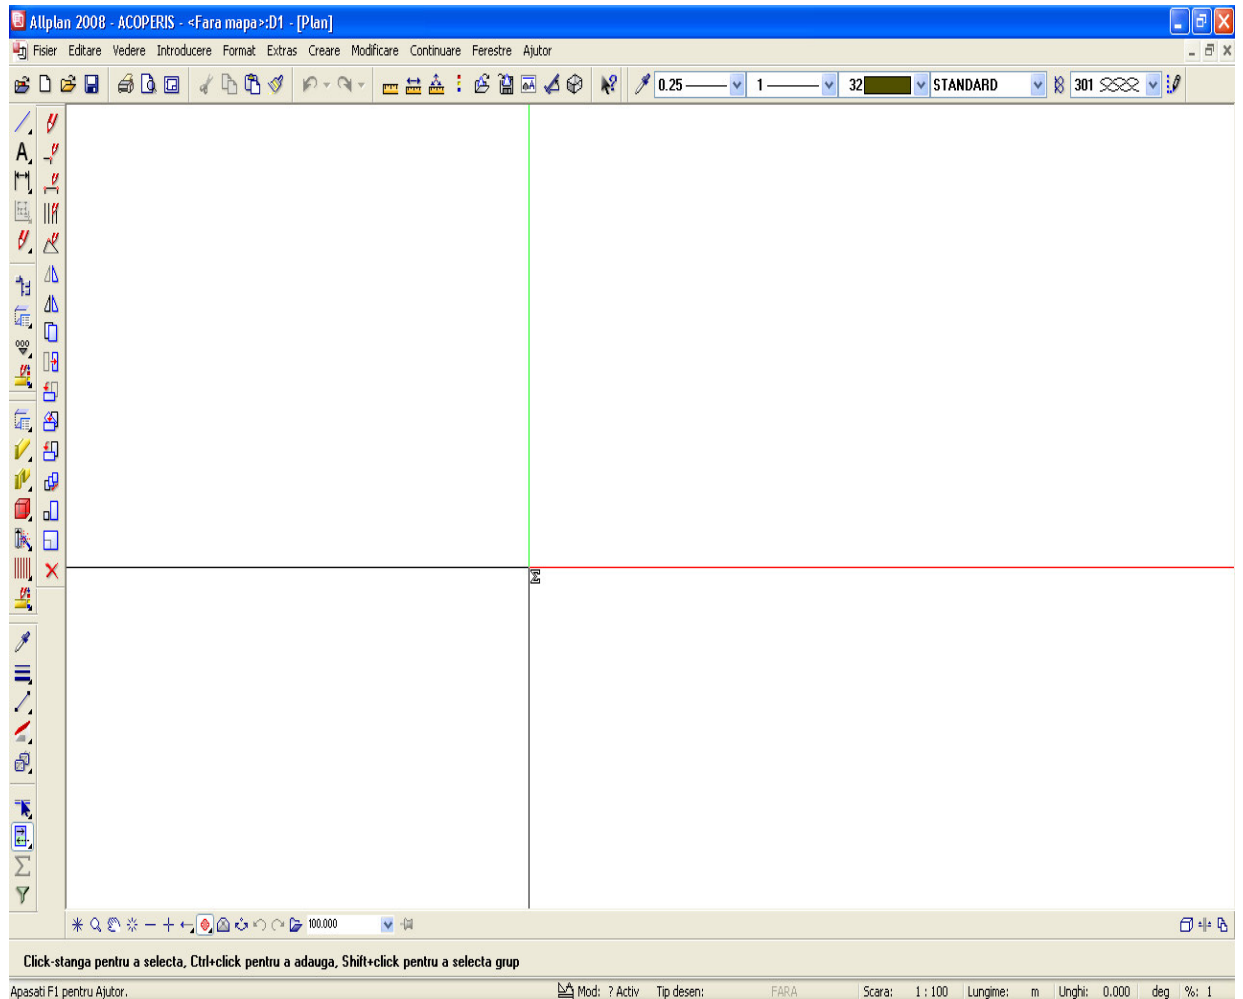 Allplan 2008 - ACOPERIS - <Fara mapa>:D1 - [Plan]
Fisier Editare Vedere Introducere Format Extras Creare Modificare Continuare Ferestre Ajutor
0.25 1 32 STANDARD 301
100.000
Click-stanga pentru a selecta, Ctrl+click pentru a adauga, Shift+click pentru a selecta grup
Apasati F1 pentru Ajutor. Mod: ? Activ Tip desen: FARA Scara: 1 : 100 Lungime: m Unghi: 0.000 deg %: 1